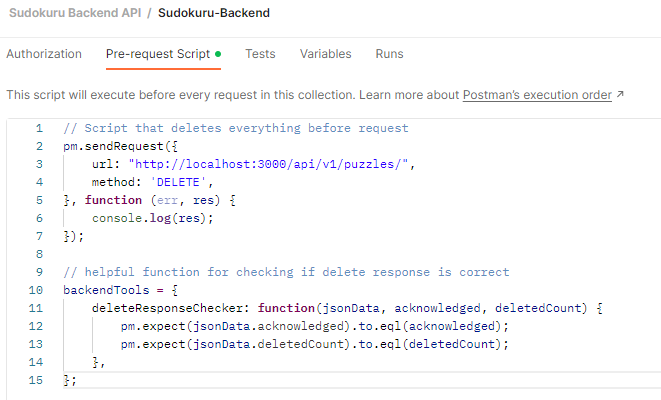 Sudokuru Backend API / Sudokuru-Backend
Authorization Pre-request Script Tests Variables Runs
This script will execute before every request in this collection. Learn more about Postman's execution order ↗
1 // Script that deletes everything before request
2 pm.sendRequest({
3 url: "http://localhost:3000/api/v1/puzzles/",
4 method: 'DELETE',
5 }, function (err, res) {
6 console.log(res);
7 });
8
9 // helpful function for checking if delete response is correct
10 backendTools = {
11 deleteResponseChecker: function(jsonData, acknowledged, deletedCount) {
12 pm.expect(jsonData.acknowledged).to.eql(acknowledged);
13 pm.expect(jsonData.deletedCount).to.eql(deletedCount);
14 },
15 };